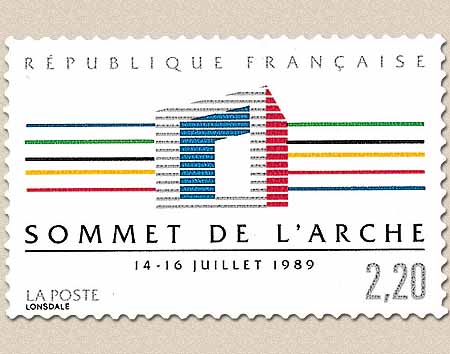 RÉPUBLIQUE FRANÇAISE
SOMMET DE L'ARCHE
14-16 JUILLET 1989
LA POSTE
LONSDALE
2,20